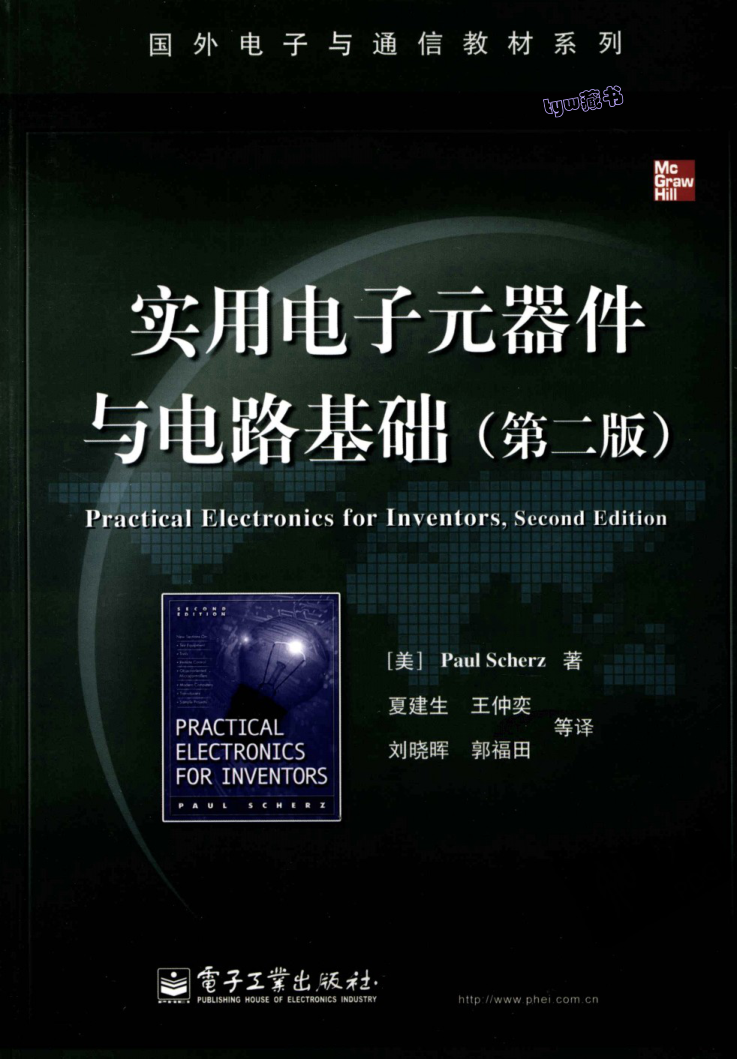 国外电子与通信教材系列
tyw藏书
Mc
Graw
Hill
实用电子元器件
与电路基础（第二版）
Practical Electronics for Inventors, Second Edition
SECOND
EDITION
PRACTICAL
ELECTRONICS
FOR INVENTORS
PAUL SCHERZ
[美] Paul Scherz 著
夏建生 王仲奕
刘晓晖 郭福田
等译
電子工業出版社
PUBLISHING HOUSE OF ELECTRONICS INDUSTRY
http://www.phei.com.cn